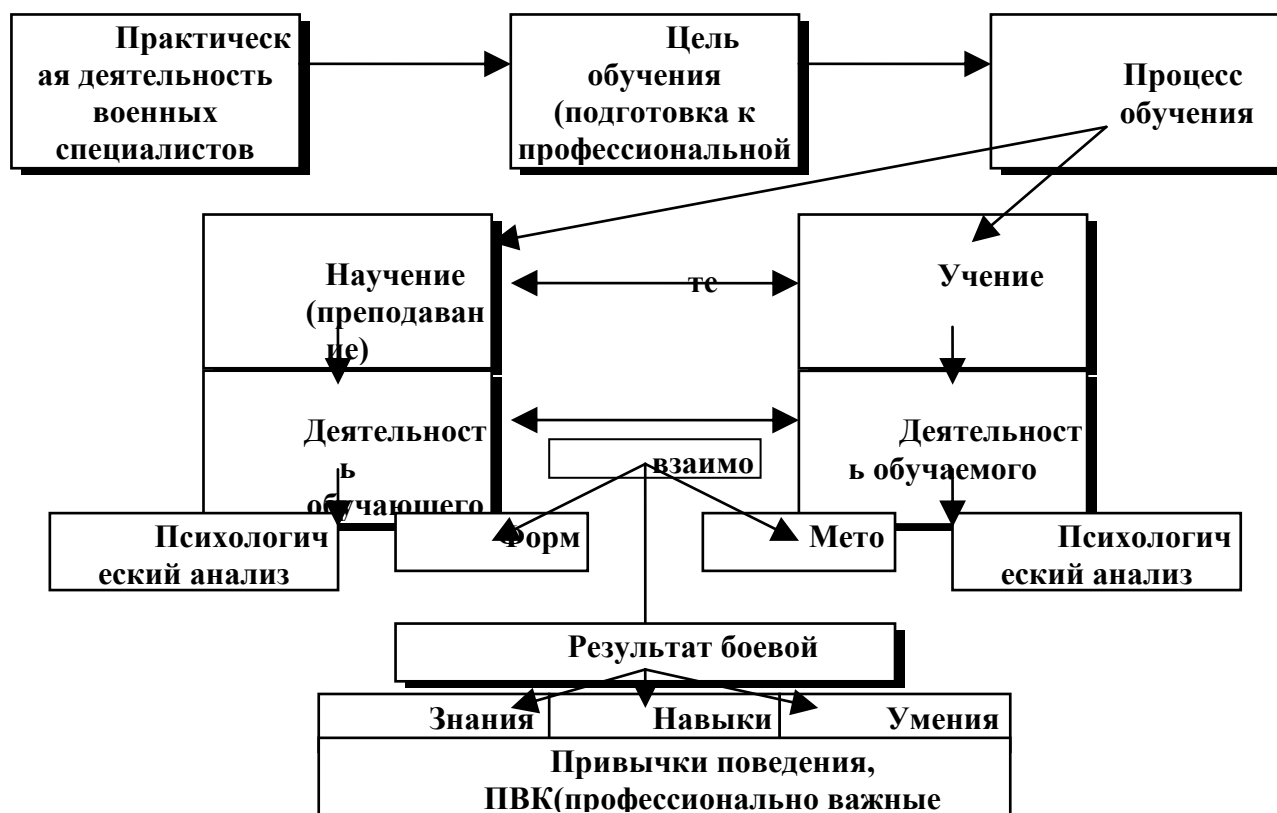 Практическ
ая деятельность
военных
специалистов
Цель
обучения
(подготовка к
профессиональной
Процесс
обучения
Научение
(преподаван
ие)
те
Учение
Деятельност
ь
обучающего
взаимо
Деятельност
ь обучаемого
Психологич
еский анализ
Форм
Мето
Психологич
еский анализ
Результат боевой
Знания
Навыки
Умения
Привычки поведения,
ПВК(профессионально важные